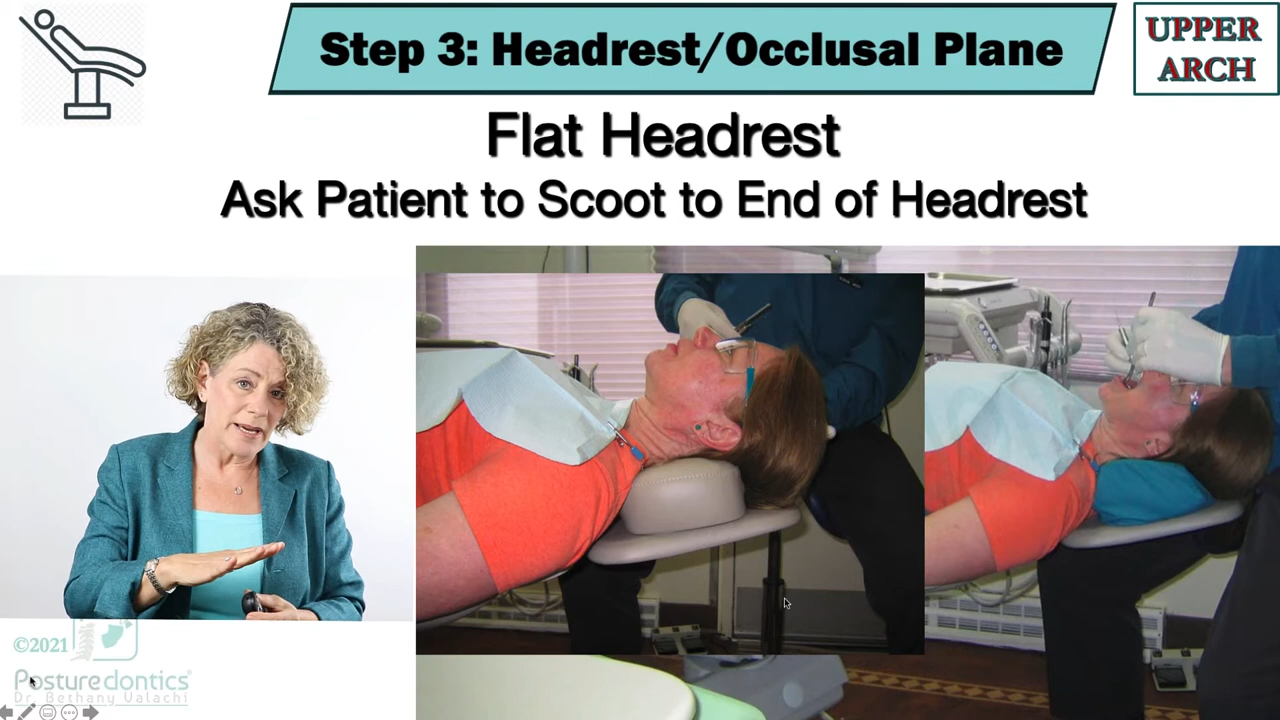 Step 3: Headrest/Occlusal Plane
UPPER
ARCH
Flat Headrest
Ask Patient to Scoot to End of Headrest
©2021
Posturedontics®
Dr. Bethany Valachi